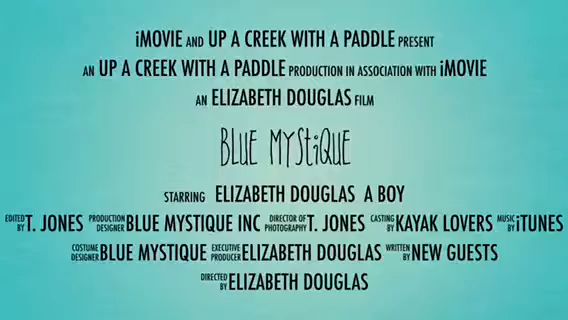 iMOVIE AND UP A CREEK WITH A PADDLE PRESENT
AN UP A CREEK WITH A PADDLE PRODUCTION IN ASSOCIATION WITH iMOVIE
AN ELIZABETH DOUGLAS FILM
BLUE MYStiQUE
STARRING ELIZABETH DOUGLAS A BOY
EDITED BY T. JONES PRODUCTION DESIGNER BLUE MYSTIQUE INC DIRECTOR OF PHOTOGRAPHY T. JONES CASTING BY KAYAK LOVERS MUSIC BY iTUNES
COSTUME DESIGNER BLUE MYSTIQUE EXECUTIVE PRODUCER ELIZABETH DOUGLAS WRITTEN BY NEW GUESTS
DIRECTED BY ELIZABETH DOUGLAS